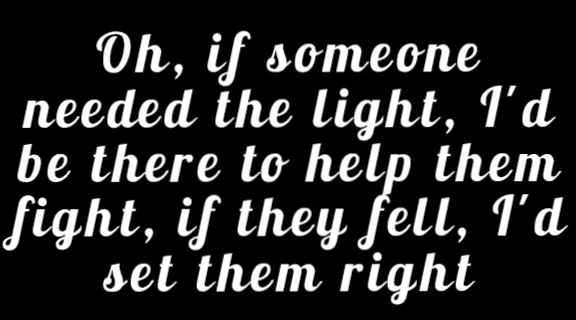 Oh, if someone
needed the light, I'd
be there to help them
fight, if they fell, I'd
set them right